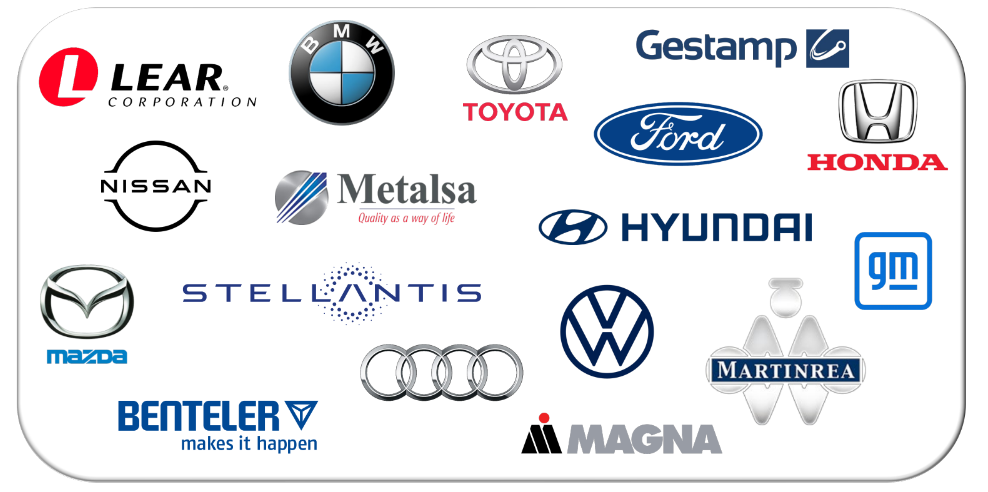 LEAR®
CORPORATION
BMW
TOYOTA
Gestamp
Ford
HONDA
NISSAN
Metalsa
Quality as a way of life
HYUNDAI
gm
STELLANTIS
mazda
VW
MARTINREA
BENTELER
makes it happen
MAGNA